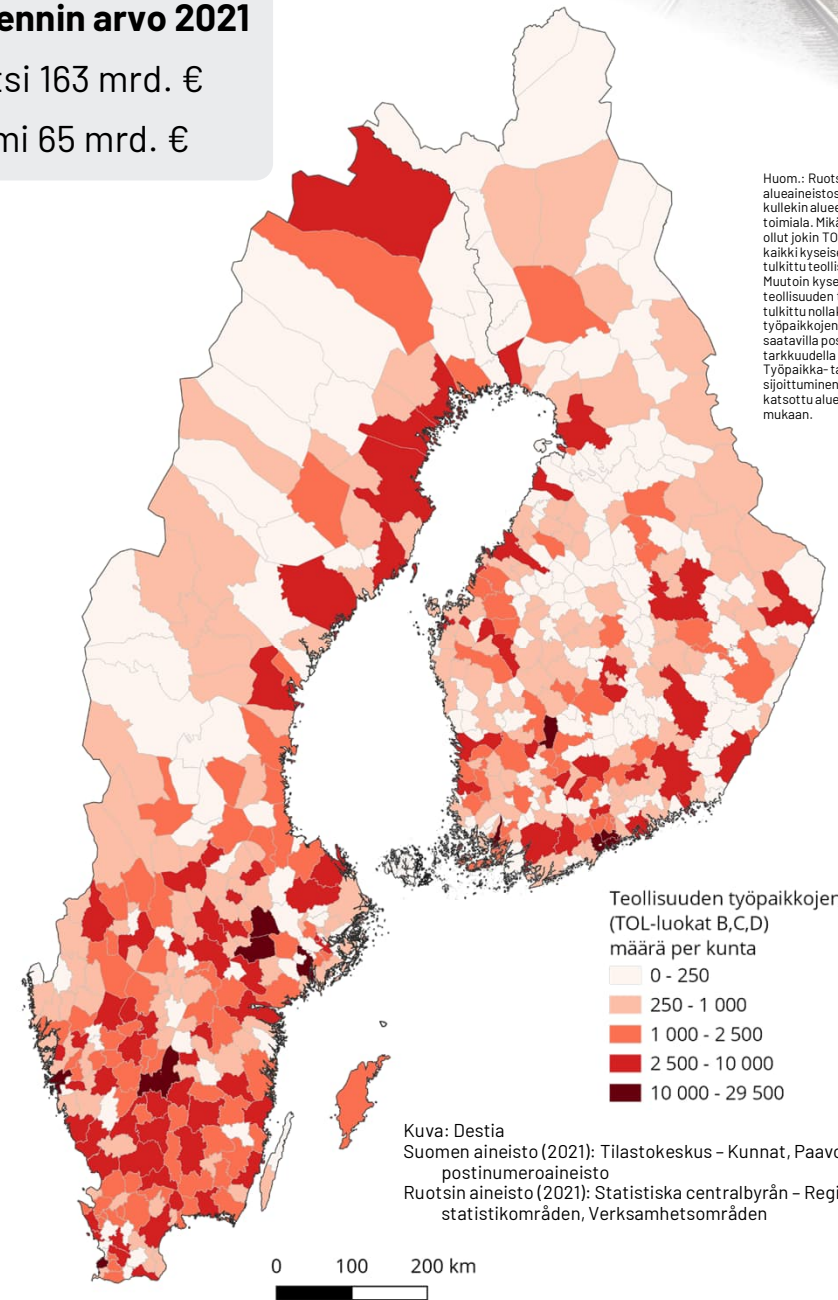 ennin arvo 2021
tsi 163 mrd. €
mi 65 mrd. €
Huom.: Ruots
alueaineistos
kullekin aluee
toimiala. Mikä
ollut jokin TO
kaikki kyseise
tulkittu teollis
Muutoin kyse
teollisuuden t
tulkittu nollak
työpaikkojen
saatavilla pos
tarkkuudella
Työpaikka- ta
sijoittuminen
katsottu alue
mukaan.
Teollisuuden työpaikkojen
(TOL-luokat B,C,D)
määrä per kunta
0 - 250
250 - 1 000
1 000 - 2 500
2 500 - 10 000
10 000 - 29 500
Kuva: Destia
Suomen aineisto (2021): Tilastokeskus – Kunnat, Paavo
postinumeroaineisto
Ruotsin aineisto (2021): Statistiska centralbyrån – Regi
statistikområden, Verksamhetsområden
0 100 200 km